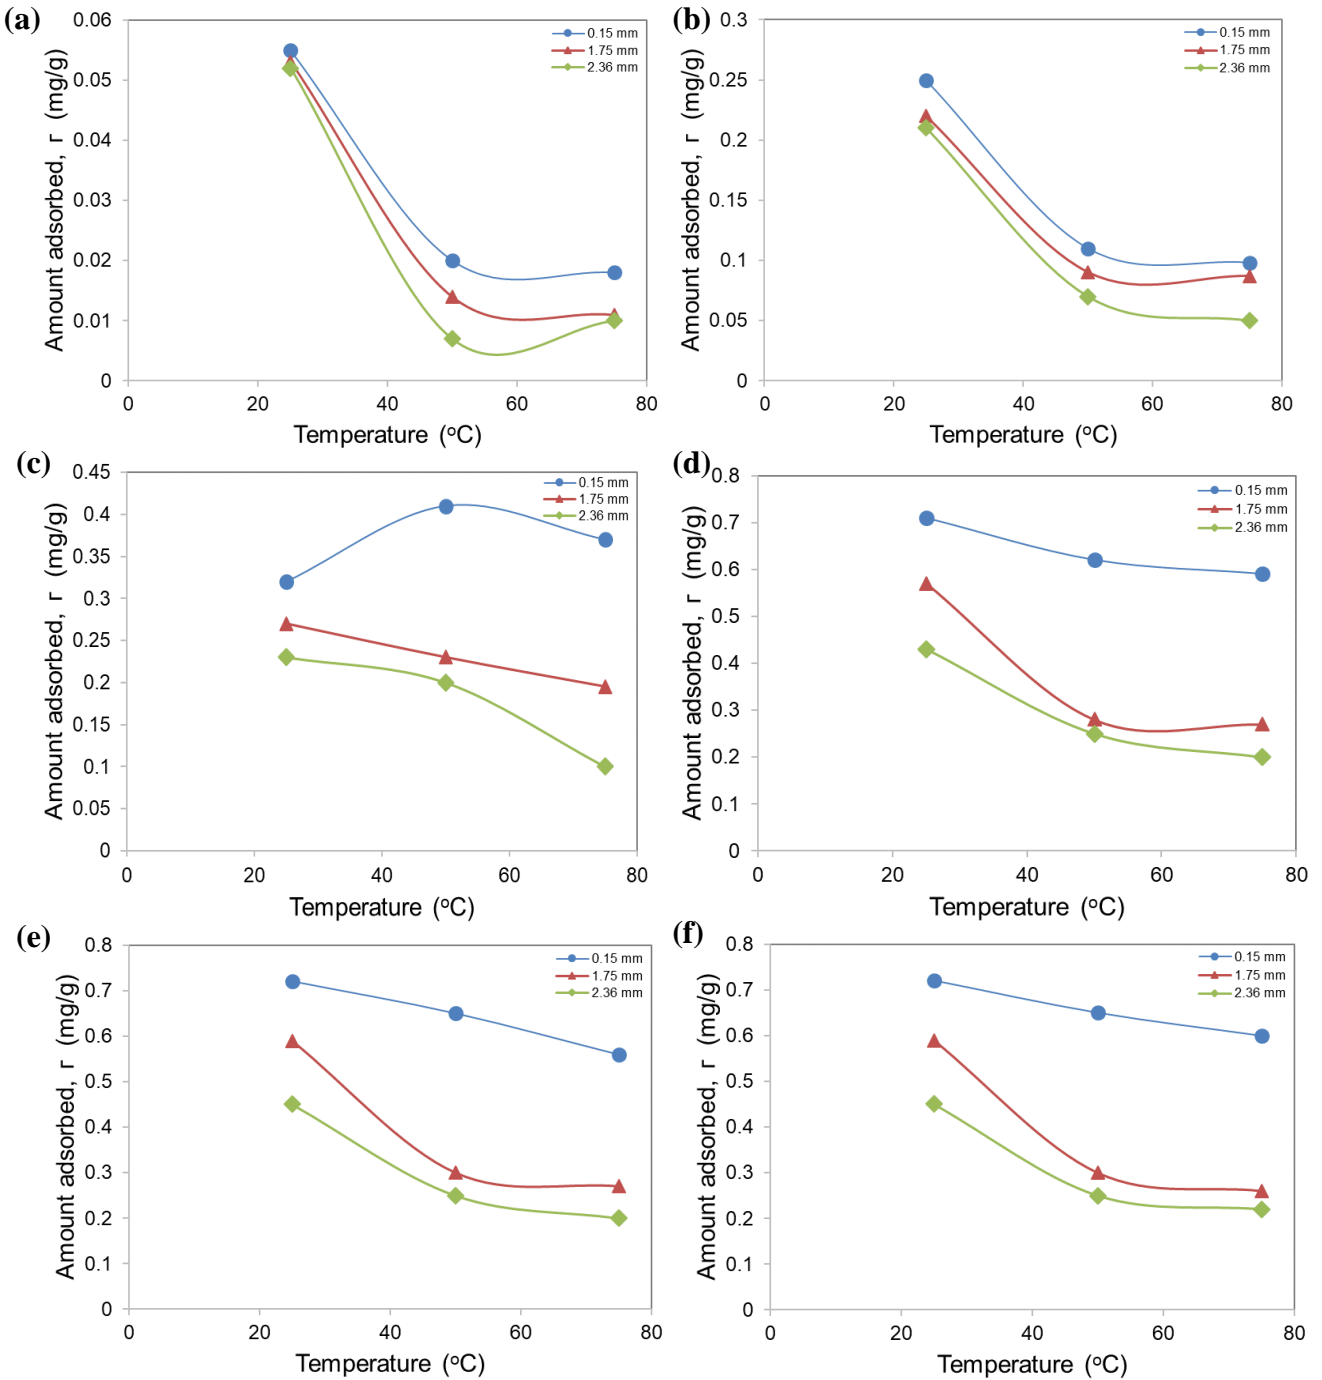 (a)
Amount adsorbed, г (mg/g)
0.06
0.05
0.04
0.03
0.02
0.01
0
0.15 mm
1.75 mm
2.36 mm
0 20 40 60 80
Temperature (°C)
(b)
Amount adsorbed, г (mg/g)
0.3
0.25
0.2
0.15
0.1
0.05
0
0.15 mm
1.75 mm
2.36 mm
0 20 40 60 80
Temperature (°C)
(c)
Amount adsorbed, г (mg/g)
0.45
0.4
0.35
0.3
0.25
0.2
0.15
0.1
0.05
0
0.15 mm
1.75 mm
2.36 mm
0 20 40 60 80
Temperature (°C)
(d)
Amount adsorbed, г (mg/g)
0.8
0.7
0.6
0.5
0.4
0.3
0.2
0.1
0
0.15 mm
1.75 mm
2.36 mm
0 20 40 60 80
Temperature (°C)
(e)
Amount adsorbed, г (mg/g)
0.8
0.7
0.6
0.5
0.4
0.3
0.2
0.1
0
0.15 mm
1.75 mm
2.36 mm
0 20 40 60 80
Temperature (°C)
(f)
Amount adsorbed, г (mg/g)
0.8
0.7
0.6
0.5
0.4
0.3
0.2
0.1
0
0.15 mm
1.75 mm
2.36 mm
0 20 40 60 80
Temperature (°C)